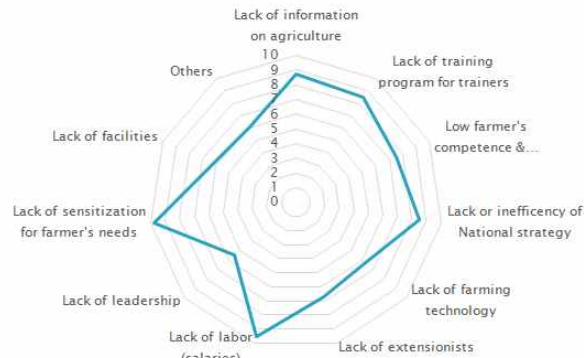 Lack of information
on agriculture
10
9
8
7
6
5
4
3
2
1
0
Lack of training
program for trainers
Low farmer's
competence &...
Lack or inefficency of
National strategy
Lack of farming
technology
Lack of extensionists
Lack of labor
(salaries)
Lack of leadership
Lack of sensitization
for farmer's needs
Lack of facilities
Others